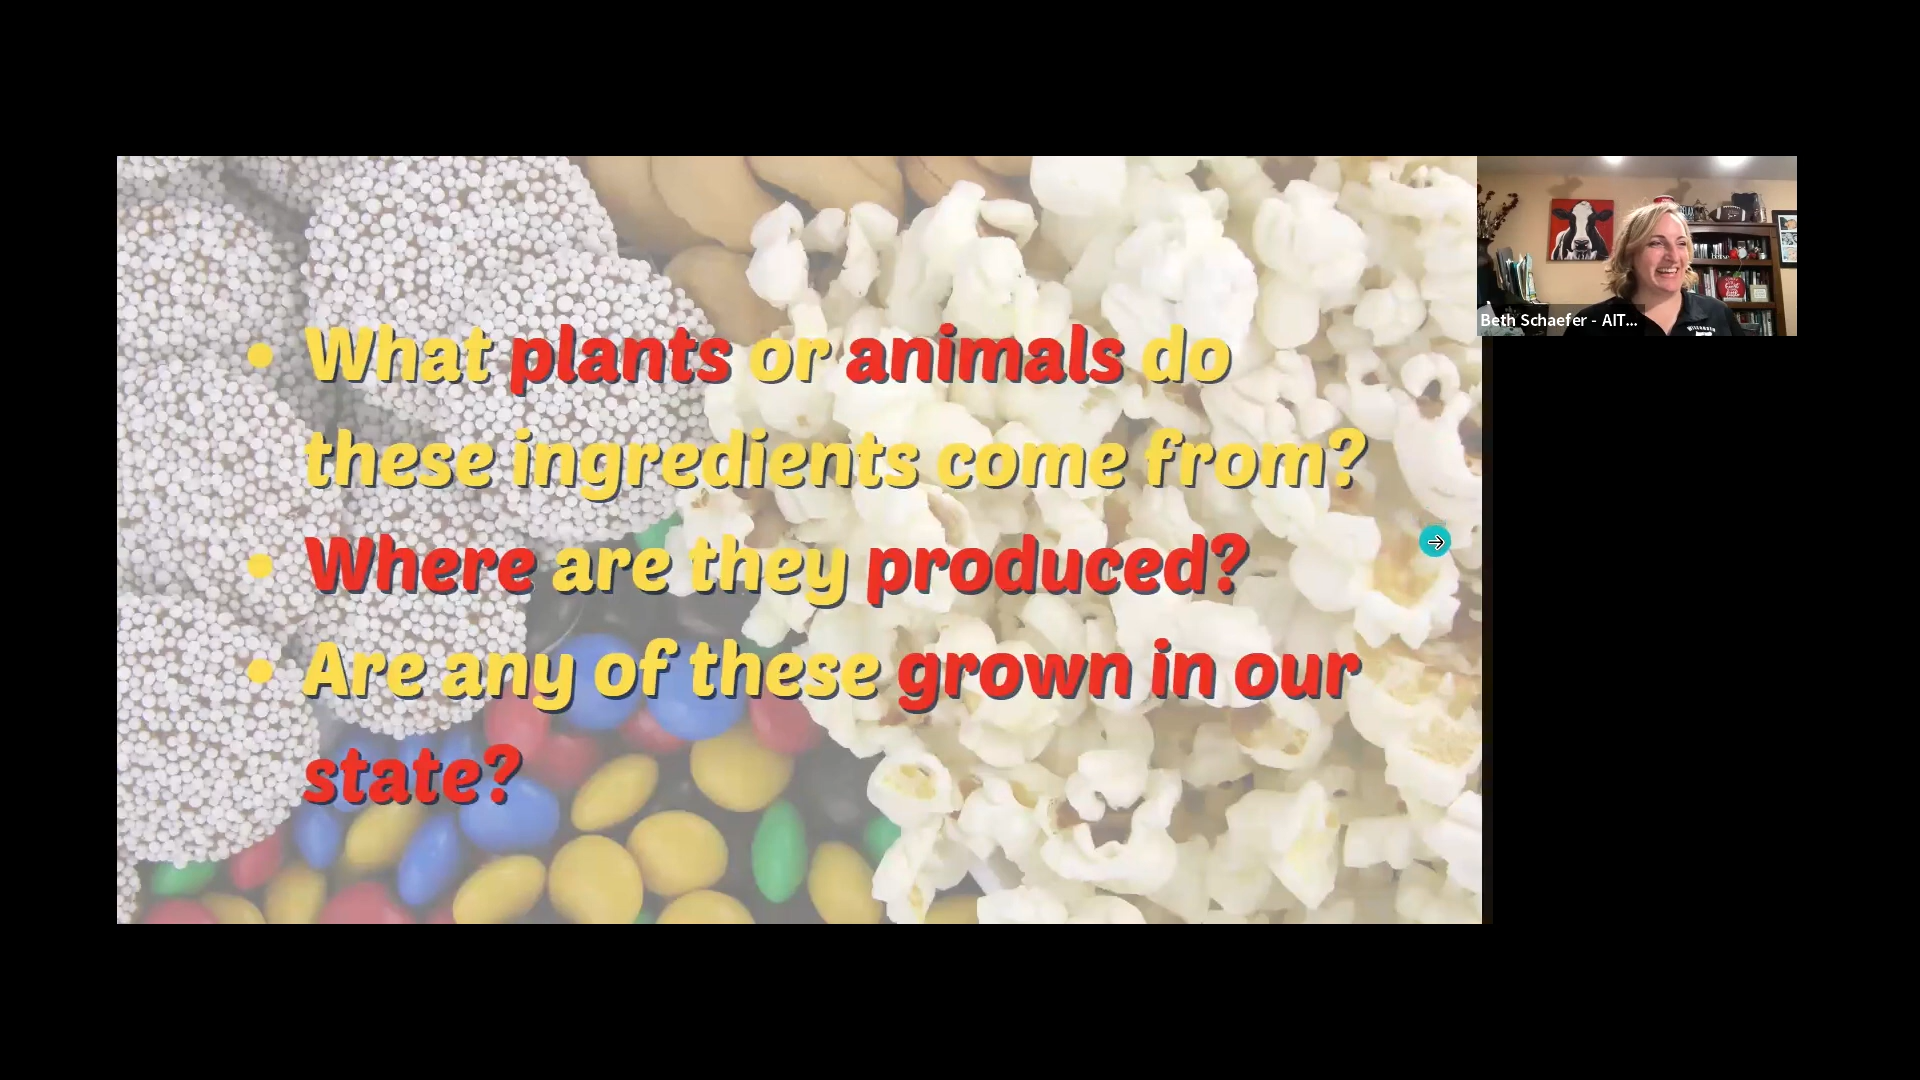 • What plants or animals do
these ingredients come from?
• Where are they produced?
• Are any of these grown in our
state?
Beth Schaefer - AIT...